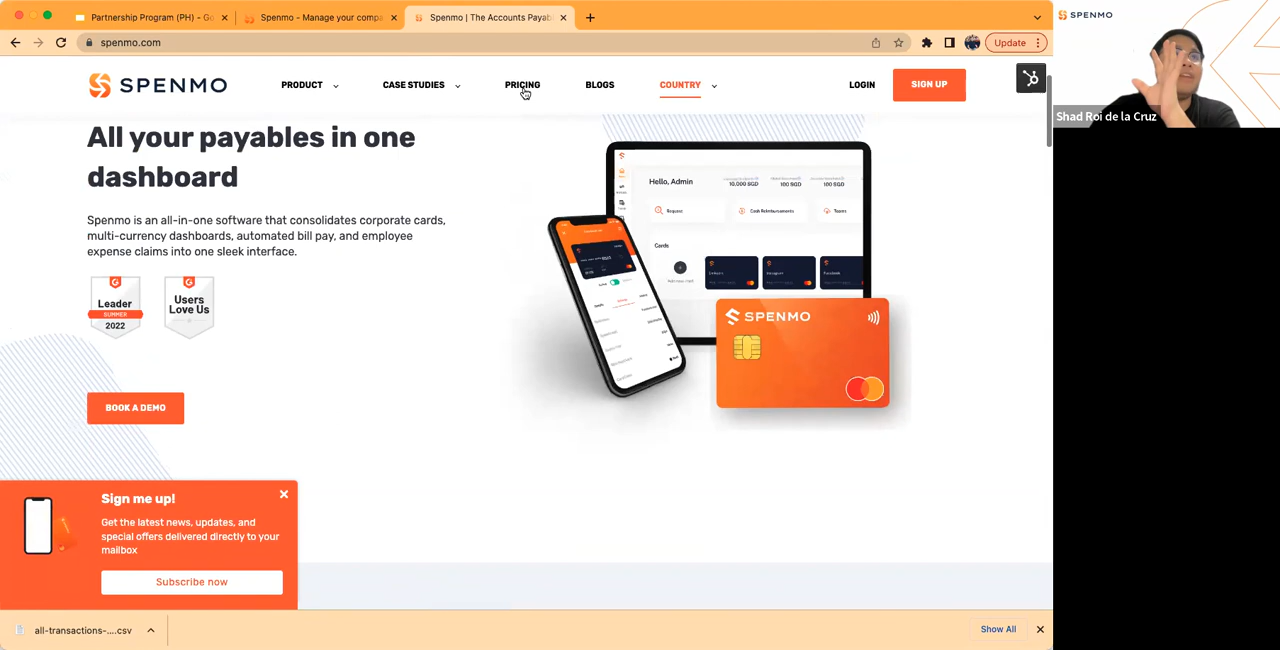 Partnership Program (PH) - Go
Spenmo - Manage your compa
Spenmo | The Accounts Payab
spenmo.com
Update
SPENMO
PRODUCT
CASE STUDIES
PRICING
BLOGS
COUNTRY
LOGIN
SIGN UP
All your payables in one
dashboard
Spenmo is an all-in-one software that consolidates corporate cards,
multi-currency dashboards, automated bill pay, and employee
expense claims into one sleek interface.
Leader
SUMMER
2022
Users
Love Us
BOOK A DEMO
Hello, Admin
10,000 SGD
100 SGD
100 SGD
Request
Cash Reimbursements
Teams
Cards
SPENMO
Sign me up!
Get the latest news, updates, and
special offers delivered directly to your
mailbox
Subscribe now
all-transactions-....csv
Show All
SPENMO
Shad Roi de la Cruz